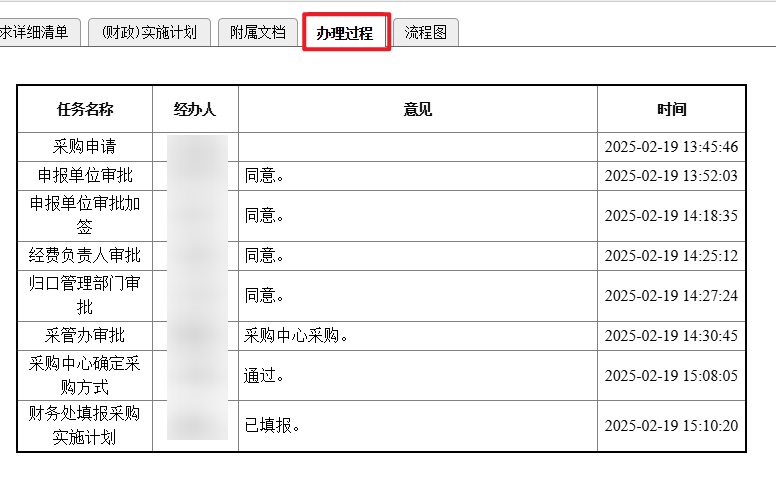 求详细清单 (财政)实施计划 附属文档 办理过程 流程图
任务名称 经办人 意见 时间
采购申请 2025-02-19 13:45:46
申报单位审批 同意。 2025-02-19 13:52:03
申报单位审批加
签 同意。 2025-02-19 14:18:35
经费负责人审批 同意。 2025-02-19 14:25:12
归口管理部门审
批 同意。 2025-02-19 14:27:24
采管办审批 采购中心采购。 2025-02-19 14:30:45
采购中心确定采
购方式 通过。 2025-02-19 15:08:05
财务处填报采购
实施计划 已填报。 2025-02-19 15:10:20